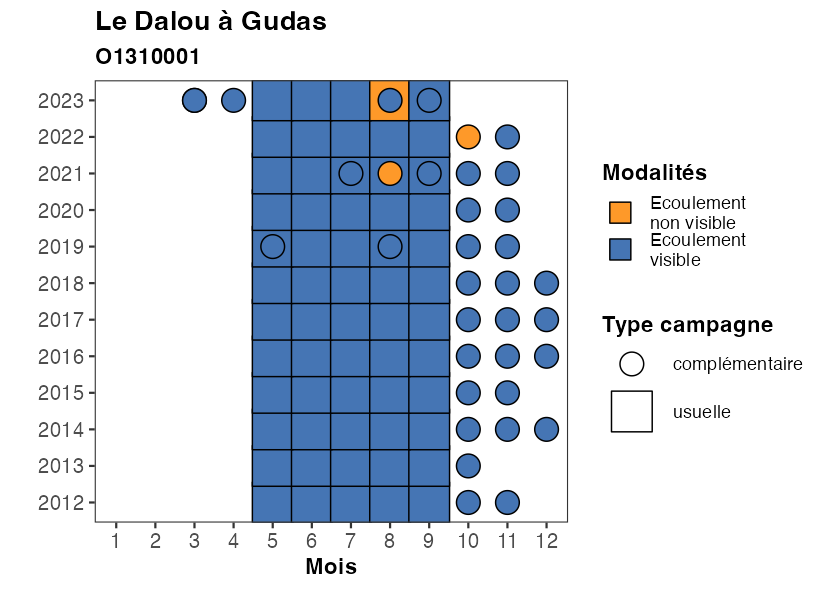 Le Dalou à Gudas
O1310001
2023
2022
2021
2020
2019
2018
2017
2016
2015
2014
2013
2012
1 2 3 4 5 6 7 8 9 10 11 12
Mois
Modalités
Ecoulement
non visible
Ecoulement
visible
Type campagne
complémentaire
usuelle